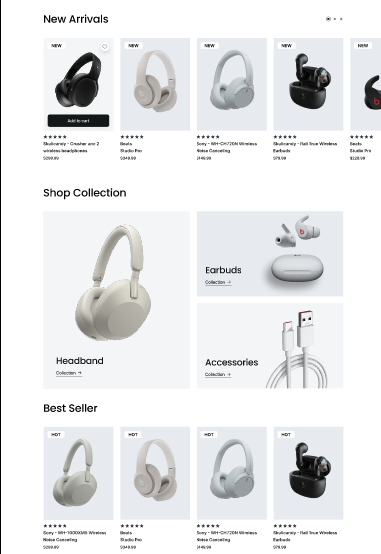 New Arrivals
NEW
NEW
NEW
NEW
NEW
Add to cart
Skullcandy - Crusher anc 2
wireless headphones
$299.99
Beats
Studio Pro
$349.99
Sony - WH-CH720N Wireless
Noise Canceling
$149.99
Skullcandy - Rail True Wireless
Earbuds
$79.99
Beats
Studio Pro
$229.99
Shop Collection
Headband
Collection →
Earbuds
Collection →
Accessories
Collection →
Best Seller
HOT
HOT
HOT
HOT
Sony - WH-1000XM5 Wireless
Noise Canceling
$299.99
Beats
Studio Pro
$349.99
Sony - WH-CH720N Wireless
Noise Canceling
$149.99
Skullcandy - Rail True Wireless
Earbuds
$79.99